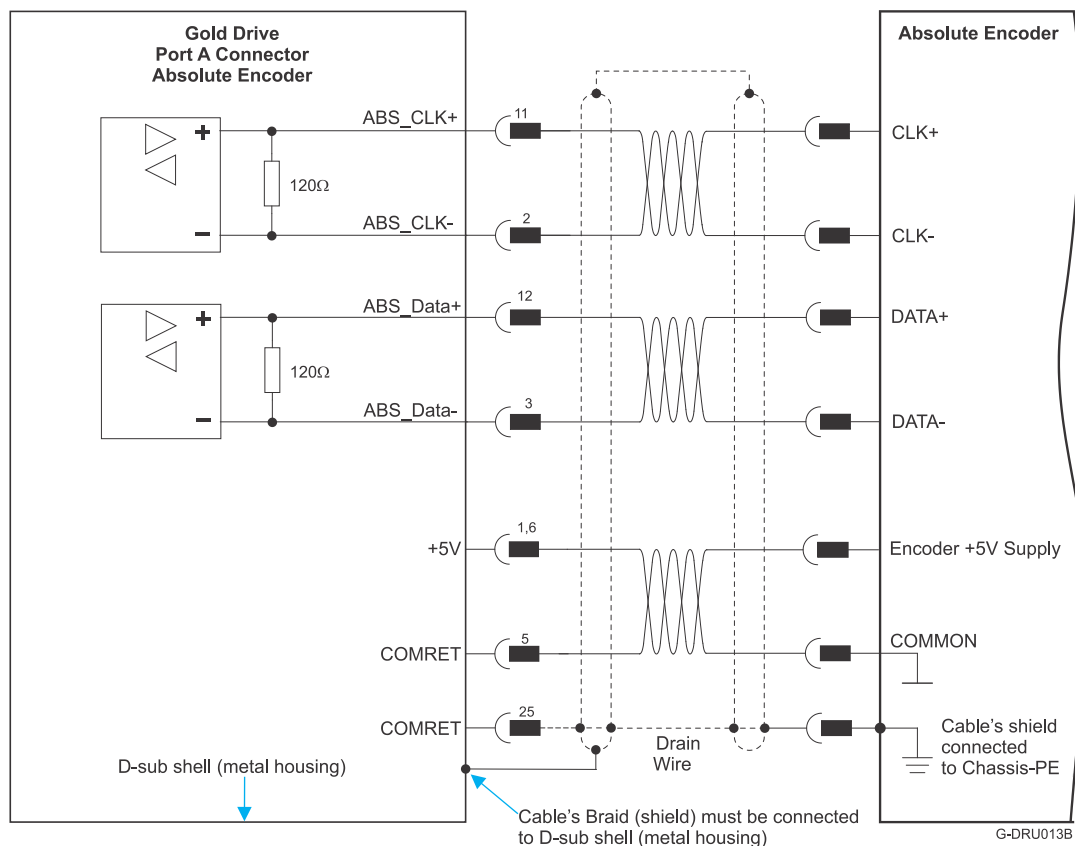 Gold Drive
Port A Connector
Absolute Encoder
Absolute Encoder
ABS_CLK+
11
CLK+
+
120Ω
ABS_CLK-
2
CLK-
−
ABS_Data+
12
DATA+
+
120Ω
ABS_Data-
3
DATA-
−
+5V
1,6
Encoder +5V Supply
COMRET
5
COMMON
COMRET
25
Drain
Wire
Cable's shield
connected
to Chassis-PE
D-sub shell (metal housing)
Cable's Braid (shield) must be connected
to D-sub shell (metal housing)
G-DRU013B